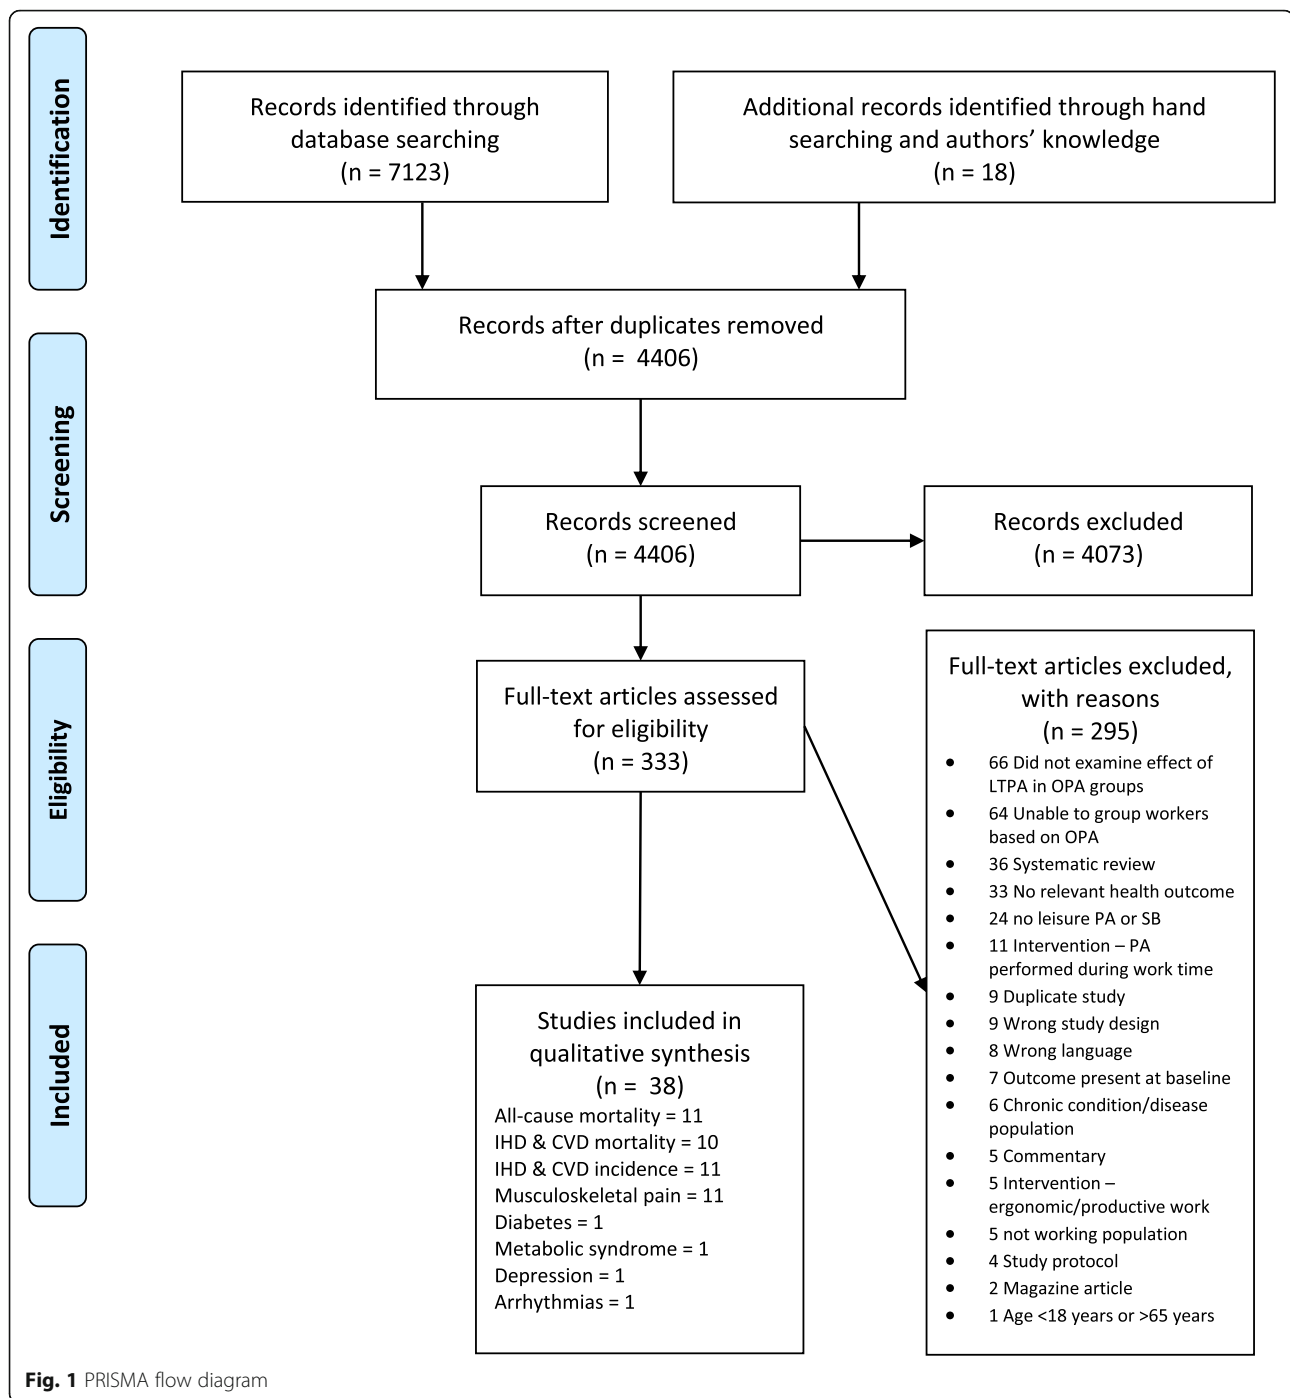 Identification
Records identified through
database searching
(n = 7123)
Additional records identified through hand
searching and authors’ knowledge
(n = 18)
Records after duplicates removed
(n =  4406)
Screening
Records screened
(n = 4406)
Records excluded
(n = 4073)
Eligibility
Full-text articles assessed
for eligibility
(n = 333)
Full-text articles excluded,
with reasons
(n = 295)
• 66 Did not examine effect of
LTPA in OPA groups
• 64 Unable to group workers
based on OPA
• 36 Systematic review
• 33 No relevant health outcome
• 24 no leisure PA or SB
• 11 Intervention – PA
performed during work time
• 9 Duplicate study
• 9 Wrong study design
• 8 Wrong language
• 7 Outcome present at baseline
• 6 Chronic condition/disease
population
• 5 Commentary
• 5 Intervention –
ergonomic/productive work
• 5 not working population
• 4 Study protocol
• 2 Magazine article
• 1 Age <18 years or >65 years
Included
Studies included in
qualitative synthesis
(n =  38)
All-cause mortality = 11
IHD & CVD mortality = 10
IHD & CVD incidence = 11
Musculoskeletal pain = 11
Diabetes = 1
Metabolic syndrome = 1
Depression = 1
Arrhythmias = 1
Fig. 1 PRISMA flow diagram